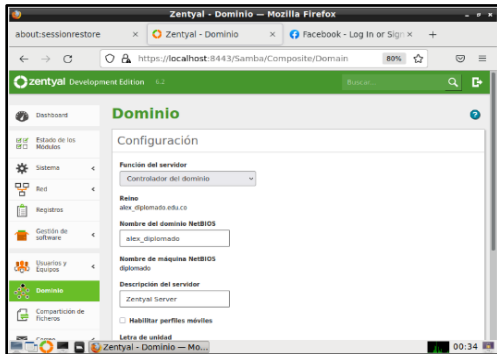 Zentyal - Dominio — Mozilla Firefox
about:sessionrestore
Zentyal - Dominio
Facebook - Log In or Sign
https://localhost:8443/Samba/Composite/Domain
80%
zentyal Development Edition 6.2
Buscar...
Dashboard
Estado de los
Módulos
Sistema
Red
Registros
Gestión de
software
Usuarios y
Equipos
Dominio
Compartición de
ficheros
Correo
Dominio
Configuración
Función del servidor
Controlador del dominio
Reino
alex_diplomado.edu.co
Nombre del dominio NetBIOS
alex_diplomado
Nombre de máquina NetBIOS
diplomado
Descripción del servidor
Zentyal Server
Habilitar perfiles móviles
Letra de unidad
Zentyal - Dominio — Mo...
00:34